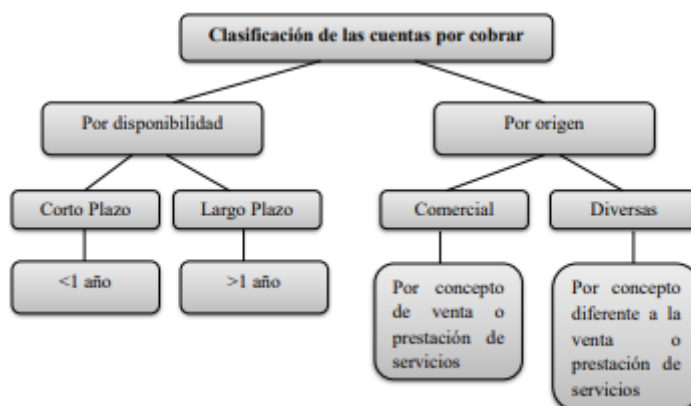 Clasificación de las cuentas por cobrar
Por disponibilidad
Por origen
Corto Plazo
Largo Plazo
Comercial
Diversas
<1 año
>1 año
Por concepto
de venta o
prestación de
servicios
Por concepto
diferente a la
venta o
prestación de
servicios